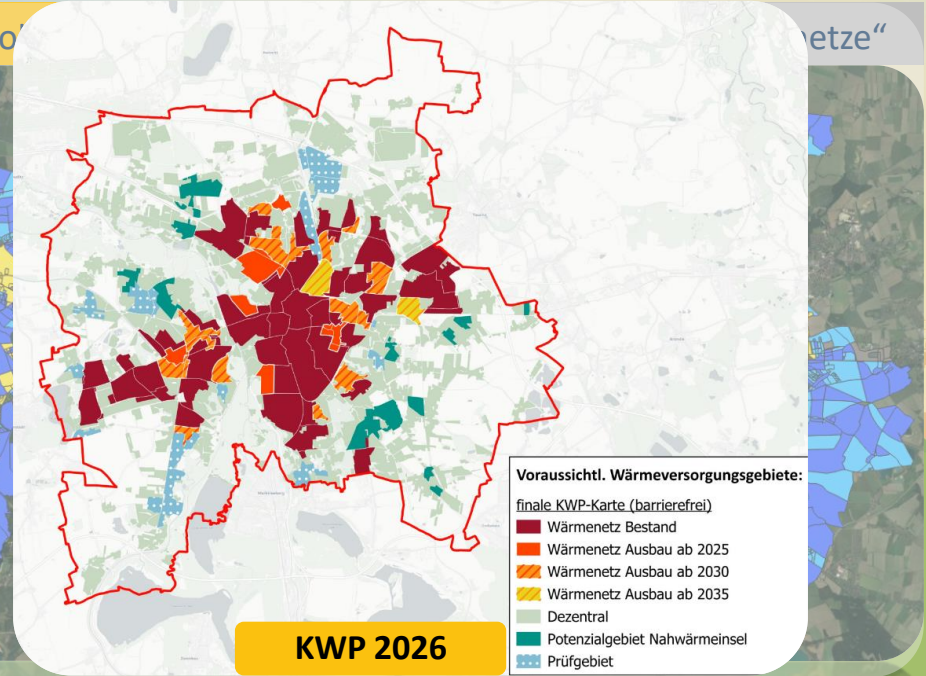 etze“
Voraussichtl. Wärmeversorgungsgebiete:
finale KWP-Karte (barrierefrei)
Wärmenetz Bestand
Wärmenetz Ausbau ab 2025
Wärmenetz Ausbau ab 2030
Wärmenetz Ausbau ab 2035
Dezentral
Potenzialgebiet Nahwärmeinsel
Prüfgebiet
KWP 2026